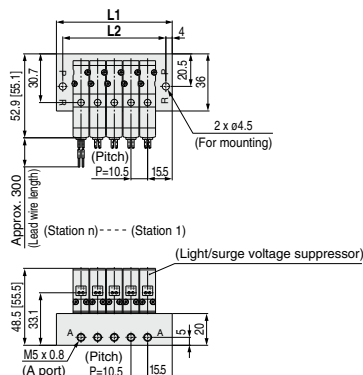 L1
L2
4
30.7
20.5
36
52.9 [55.1]
P
R
P
R
2 x ø4.5
(For mounting)
(Pitch)
P=10.5
15.5
Approx. 300
(Lead wire length)
(Station n) ---- (Station 1)
(Light/surge voltage suppressor)
48.5 [55.5]
33.1
A
A
5
20
M5 x 0.8
(A port)
(Pitch)
P=10.5
15.5